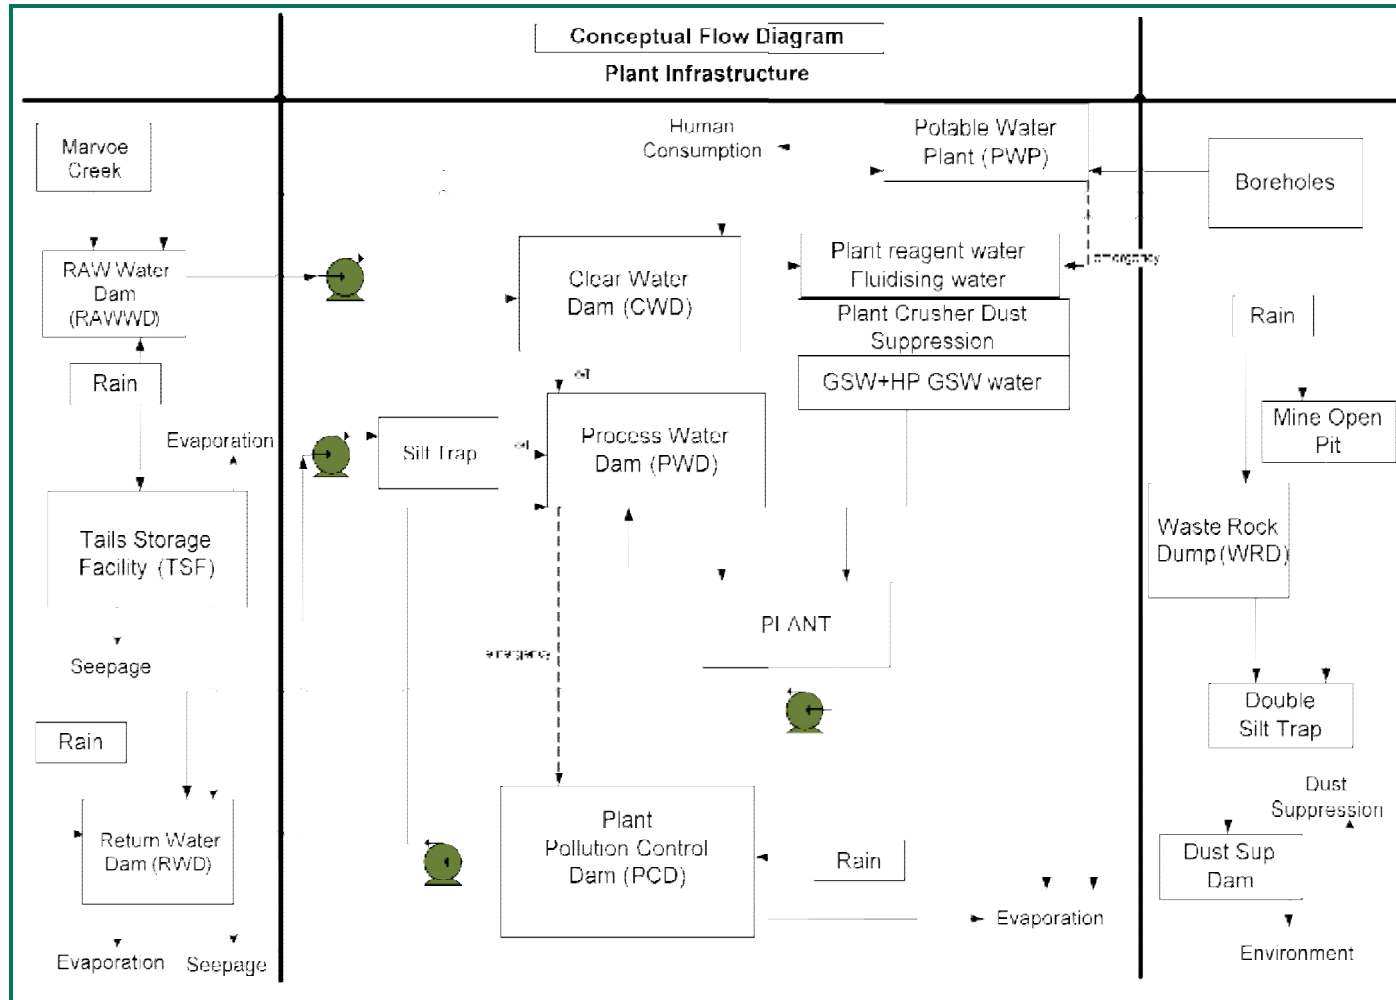 Conceptual Flow Diagram
Plant Infrastructure
Marvoe
Creek
RAW Water
Dam
(RAWWD)
Rain
Evaporation
Tails Storage
Facility (TSF)
Seepage
Rain
Return Water
Dam (RWD)
Evaporation
Seepage
Human
Consumption
Potable Water
Plant (PWP)
Clear Water
Dam (CWD)
Plant reagent water
Fluidising water
emergency
Plant Crusher Dust
Suppression
GSW+HP GSW water
Silt Trap
Process Water
Dam (PWD)
PLANT
emergency
Plant
Pollution Control
Dam (PCD)
Rain
Evaporation
Boreholes
Rain
Mine Open
Pit
Waste Rock
Dump (WRD)
Double
Silt Trap
Dust
Suppression
Dust Sup
Dam
Environment